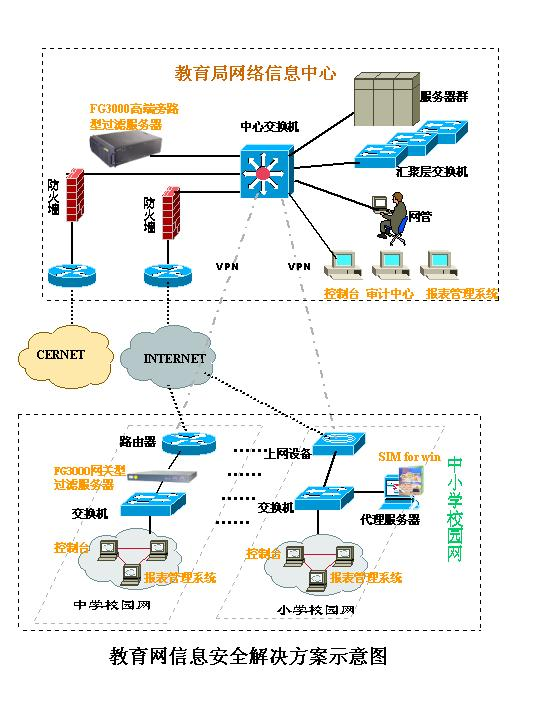 教育局网络信息中心
FG3000高端旁路
型过滤服务器
中心交换机
服务器群
汇聚层交换机
防火墙
防火墙
网管
VPN
VPN
控制台
审计中心
报表管理系统
CERNET
INTERNET
路由器
上网设备
FG3000网关型
过滤服务器
SIM for win
交换机
交换机
代理服务器
中小学校园网
控制台
报表管理系统
控制台
报表管理系统
中学校园网
小学校园网
教育网信息安全解决方案示意图